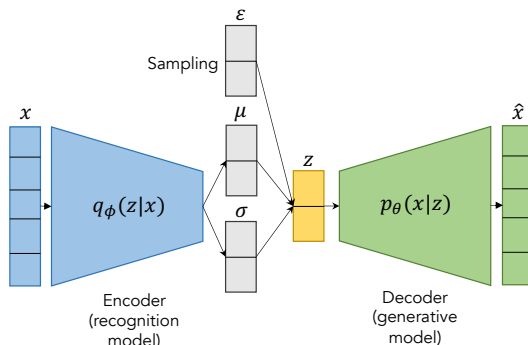 ε
Sampling
x
μ
z
x̂
q_ϕ(z|x)
p_θ(x|z)
σ
Encoder
(recognition
model)
Decoder
(generative
model)